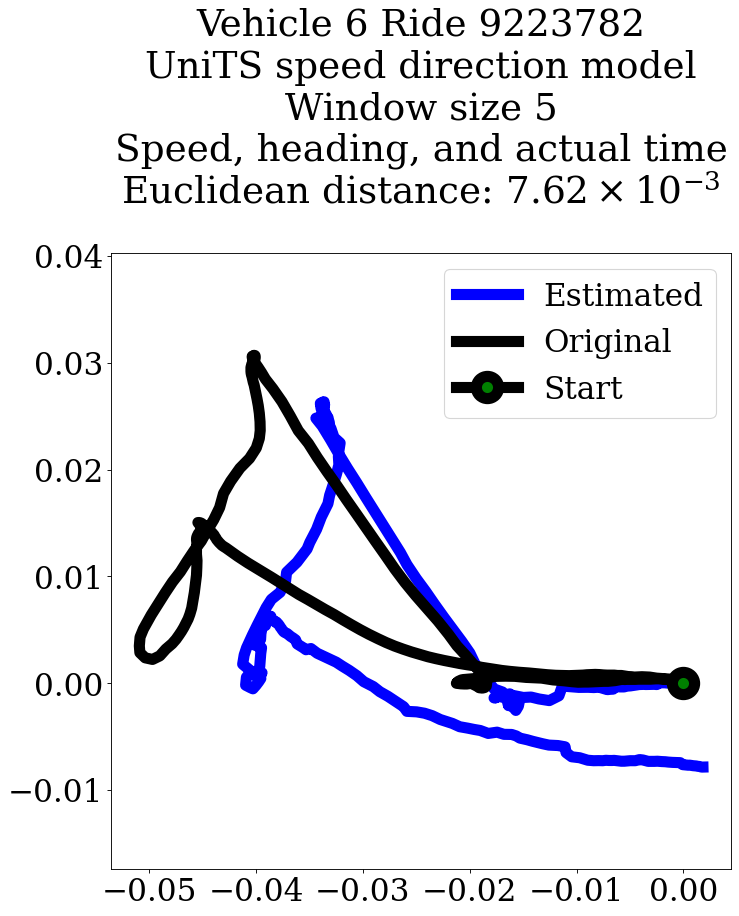 Vehicle 6 Ride 9223782
UniTS speed direction model
Window size 5
Speed, heading, and actual time
Euclidean distance: 7.62 × 10⁻³
0.04
Estimated
Original
Start
0.03
0.02
0.01
0.00
−0.01
−0.05 −0.04 −0.03 −0.02 −0.01 0.00